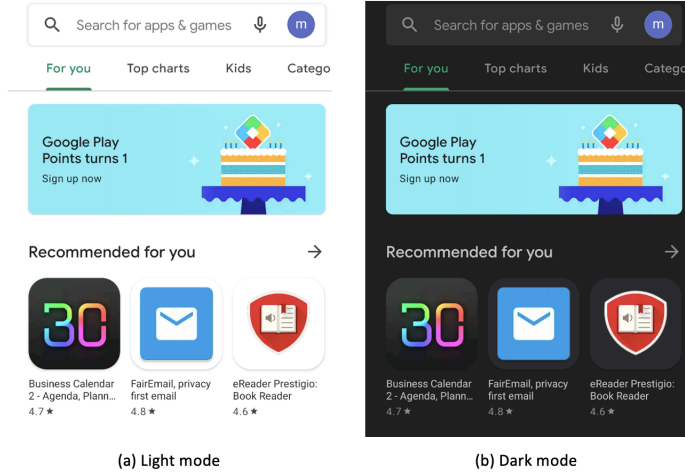 Search for apps & games
m
For you
Top charts
Kids
Catego
Google Play
Points turns 1
Sign up now
Recommended for you
30
Business Calendar
2 - Agenda, Plann...
4.7 ★
FairEmail, privacy
first email
4.8 ★
eReader Prestigio:
Book Reader
4.6 ★
(a) Light mode
Search for apps & games
m
For you
Top charts
Kids
Catego
Google Play
Points turns 1
Sign up now
Recommended for you
30
Business Calendar
2 - Agenda, Plann...
4.7 ★
FairEmail, privacy
first email
4.8 ★
eReader Prestigio:
Book Reader
4.6 ★
(b) Dark mode